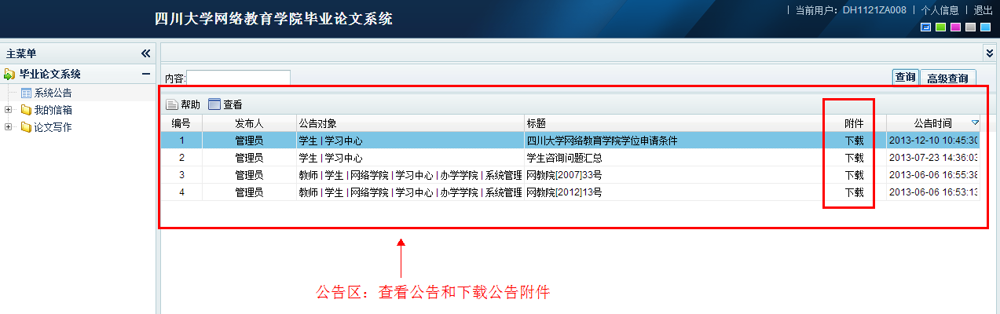 四川大学网络教育学院毕业论文系统
| 当前用户：DH1121ZA008 | 个人信息 | 退出
主菜单
毕业论文系统
系统公告
我的信箱
论文写作
内容:
查询 高级查询
帮助 查看
编号 发布人 公告对象 标题 附件 公告时间
1 管理员 学生 | 学习中心 四川大学网络教育学院学位申请条件 下载 2013-12-10 10:45:30
2 管理员 学生 | 学习中心 学生咨询问题汇总 下载 2013-07-23 14:36:03
3 管理员 教师 | 学生 | 网络学院 | 学习中心 | 办学学院 | 系统管理 网教院[2007]33号 下载 2013-06-06 16:55:38
4 管理员 教师 | 学生 | 网络学院 | 学习中心 | 办学学院 | 系统管理 网教院[2012]13号 下载 2013-06-06 16:53:13
公告区：查看公告和下载公告附件